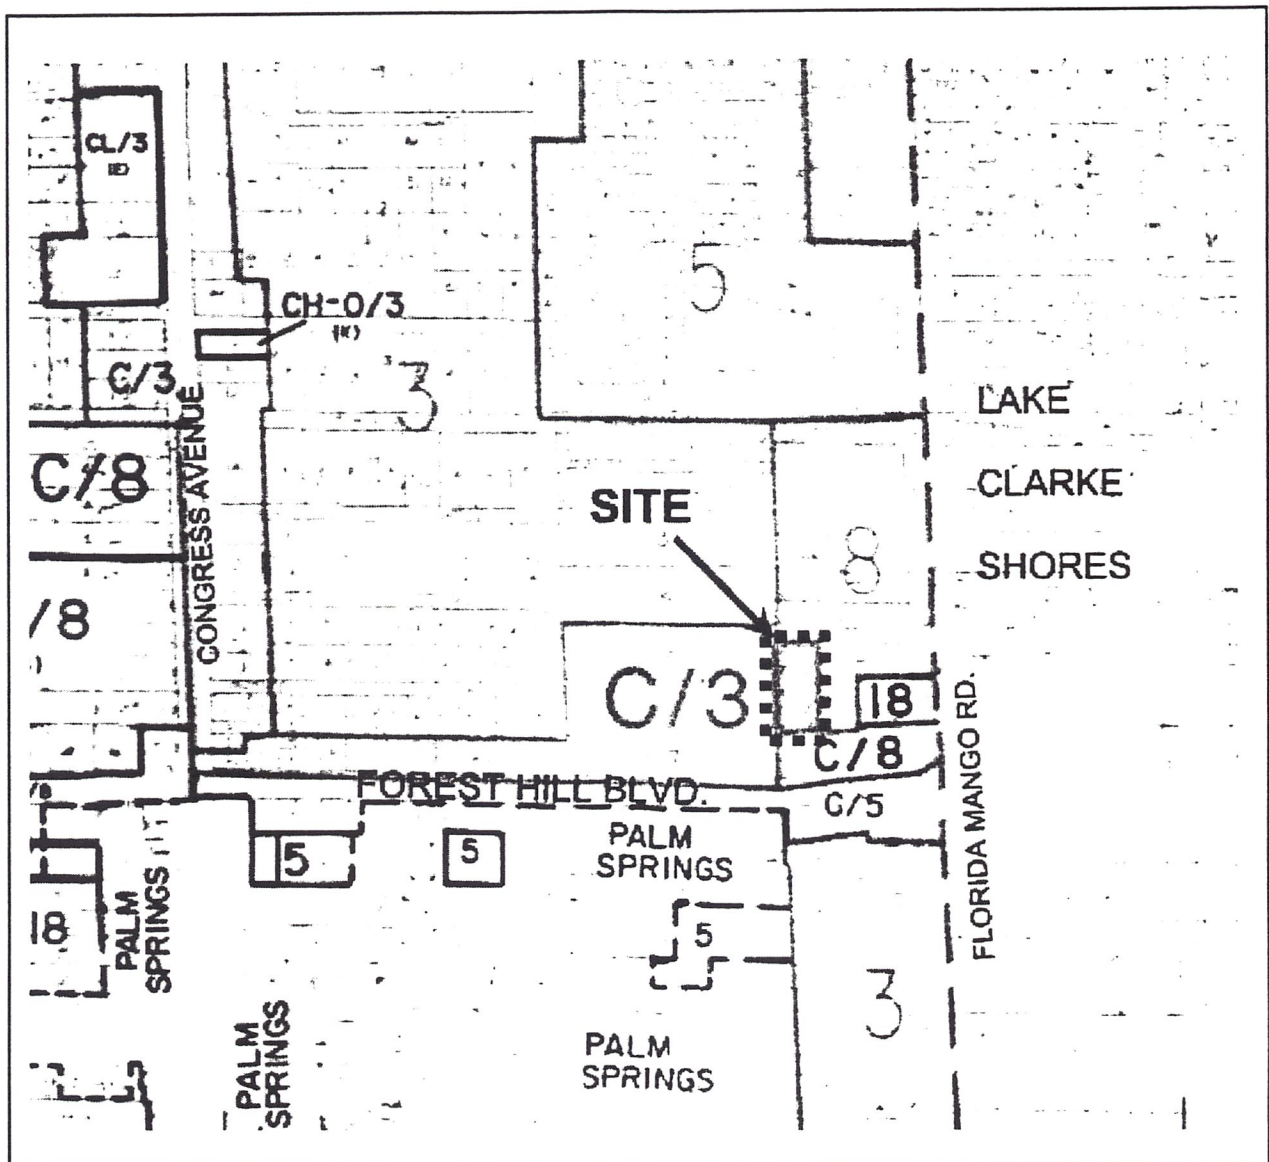 CL/3
5
CH-O/3
C/3
3
LAKE
C/8
CONGRESS AVENUE
CLARKE
SITE
8
SHORES
/8
C/3
18
C/8
FLORIDA MANGO RD.
FOREST HILL BLVD.
C/5
PALM
SPRINGS
5
5
PALM
SPRINGS
18
5
3
PALM
SPRINGS
PALM
SPRINGS